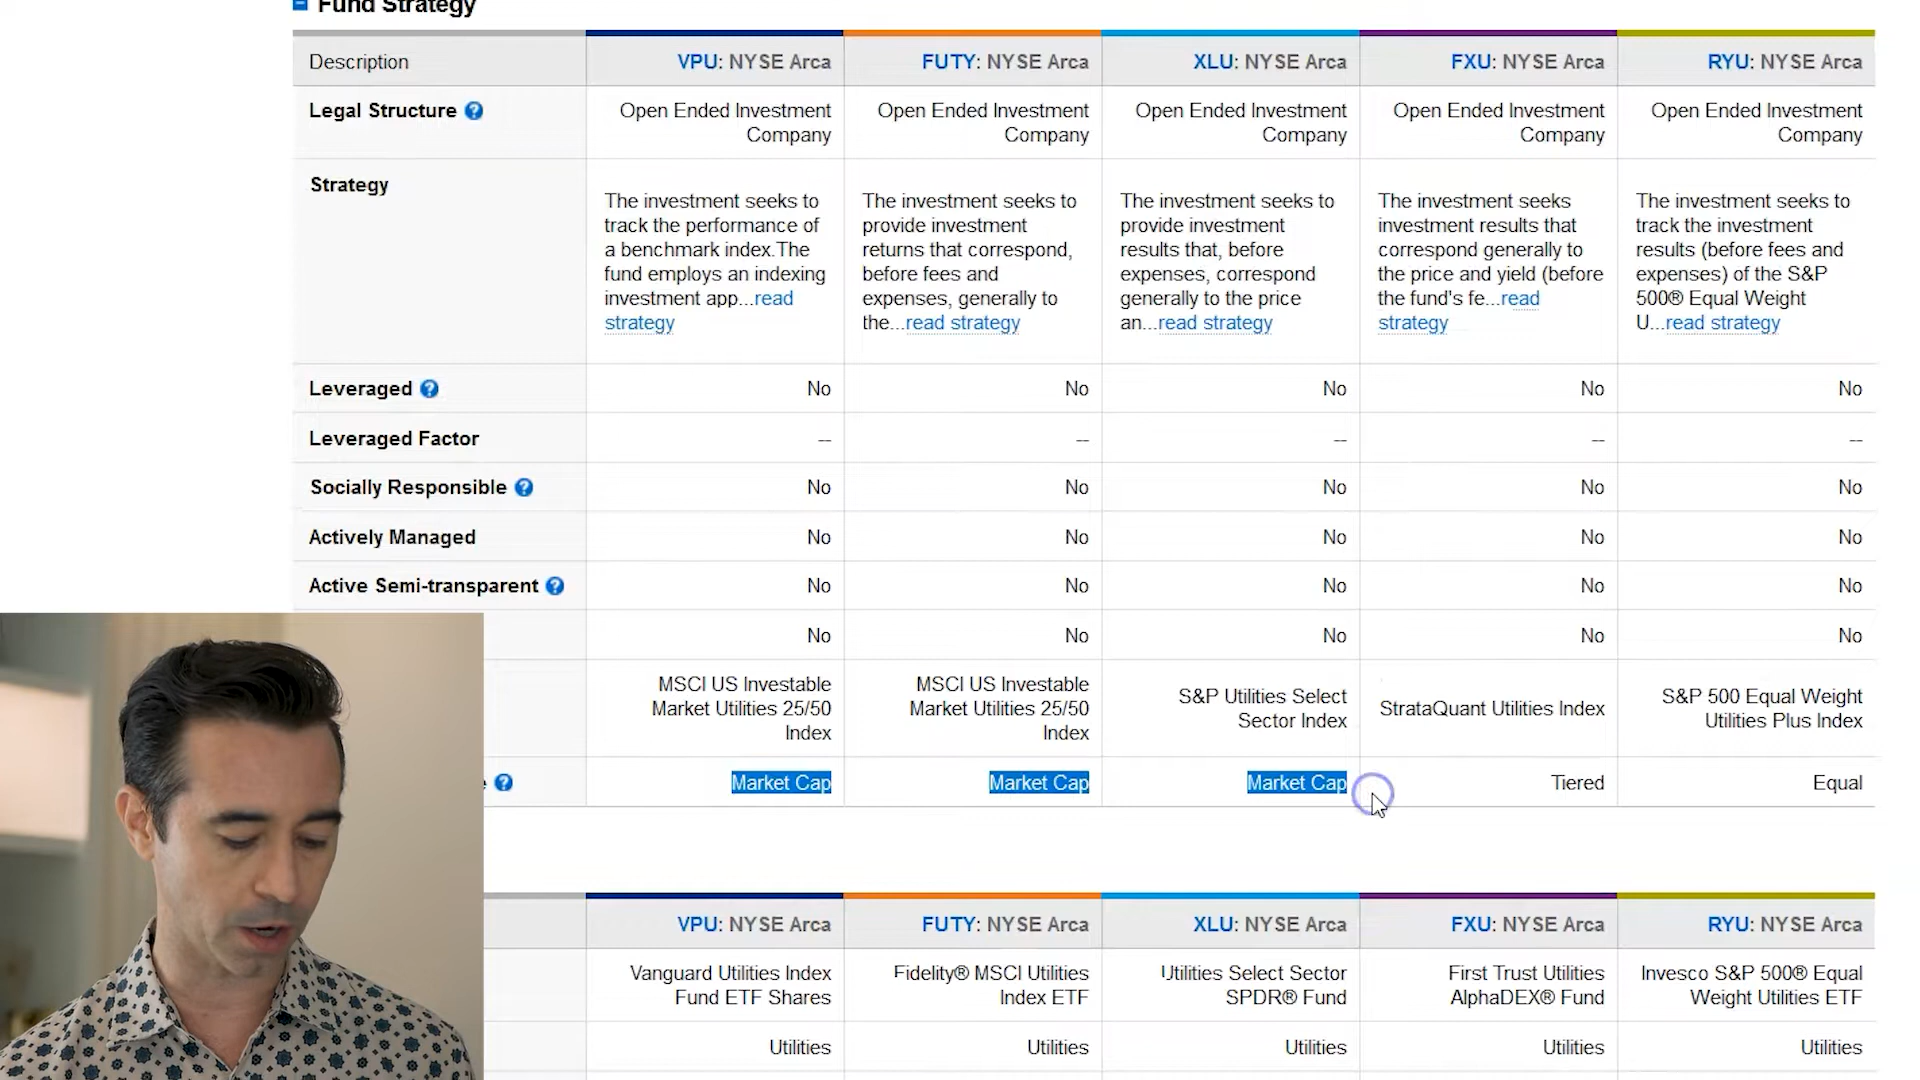 Fund Strategy
Description VPU: NYSE Arca FUTY: NYSE Arca XLU: NYSE Arca FXU: NYSE Arca RYU: NYSE Arca
Legal Structure ? Open Ended Investment Company Open Ended Investment Company Open Ended Investment Company Open Ended Investment Company Open Ended Investment Company
Strategy
The investment seeks to
track the performance of
a benchmark index.The
fund employs an indexing
investment app...read
strategy
The investment seeks to
provide investment
returns that correspond,
before fees and
expenses, generally to
the...read strategy
The investment seeks to
provide investment
results that, before
expenses, correspond
generally to the price
an...read strategy
The investment seeks
investment results that
correspond generally to
the price and yield (before
the fund's fe...read
strategy
The investment seeks to
track the investment
results (before fees and
expenses) of the S&P
500® Equal Weight
U...read strategy
Leveraged ? No No No No No
Leveraged Factor -- -- -- -- --
Socially Responsible ? No No No No No
Actively Managed No No No No No
Active Semi-transparent ? No No No No No
No No No No No
MSCI US Investable
Market Utilities 25/50
Index
MSCI US Investable
Market Utilities 25/50
Index
S&P Utilities Select
Sector Index
StrataQuant Utilities Index
S&P 500 Equal Weight
Utilities Plus Index
? Market Cap Market Cap Market Cap Tiered Equal
VPU: NYSE Arca FUTY: NYSE Arca XLU: NYSE Arca FXU: NYSE Arca RYU: NYSE Arca
Vanguard Utilities Index
Fund ETF Shares
Fidelity® MSCI Utilities
Index ETF
Utilities Select Sector
SPDR® Fund
First Trust Utilities
AlphaDEX® Fund
Invesco S&P 500® Equal
Weight Utilities ETF
Utilities Utilities Utilities Utilities Utilities